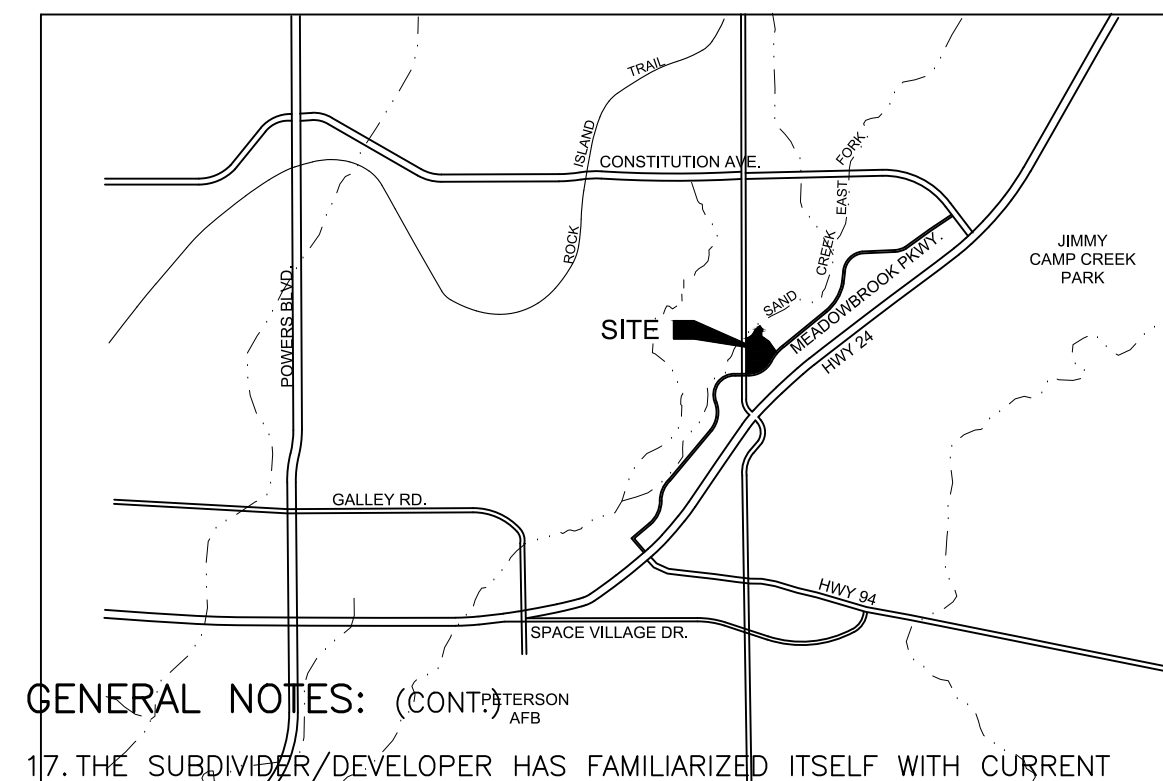 TRAIL
ISLAND
ROCK
CONSTITUTION AVE.
FORK
EAST
CREEK
SAND
MEADOWBROOK PKWY.
HWY 24
JIMMY
CAMP CREEK
PARK
POWERS BLVD.
SITE
GALLEY RD.
HWY 94
SPACE VILLAGE DR.
PETERSON
AFB
GENERAL NOTES: (CONT.)
17. THE SUBDIVIDER/DEVELOPER HAS FAMILIARIZED ITSELF WITH CURRENT